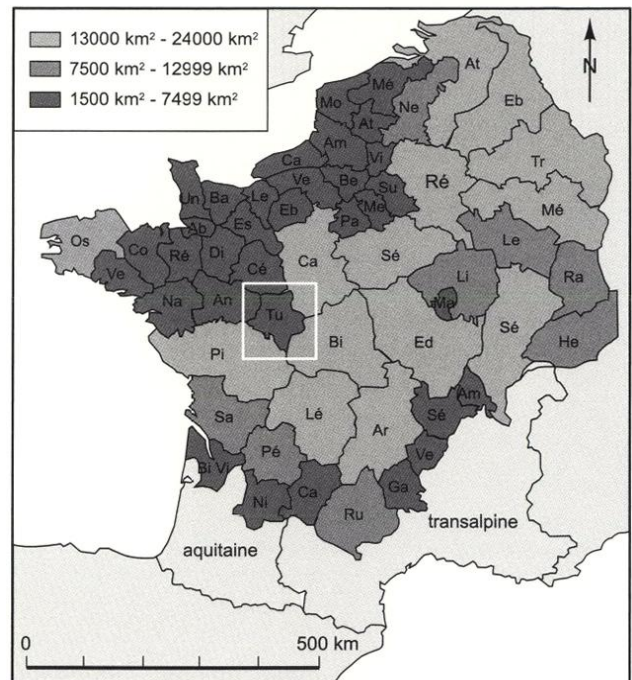 13000 km² - 24000 km²
7500 km² - 12999 km²
1500 km² - 7499 km²
N
At
Mé
Eb
Mo
Ne
At
Am
Ca
Vi
Tr
Ve
Be
Su
Ré
Un
Ba
Le
Me
Mé
Eb
Pa
Ab
Es
Os
Co
Ré
Di
Le
Ca
Sé
Cé
Ve
Li
Ra
Na
An
Ma
Tu
Sé
Bi
Ed
He
Pi
Am
Sa
Lé
Sé
Ar
Pé
Ve
Bi Vi
Ca
Ga
Ni
Ru
transalpine
aquitaine
0
500 km